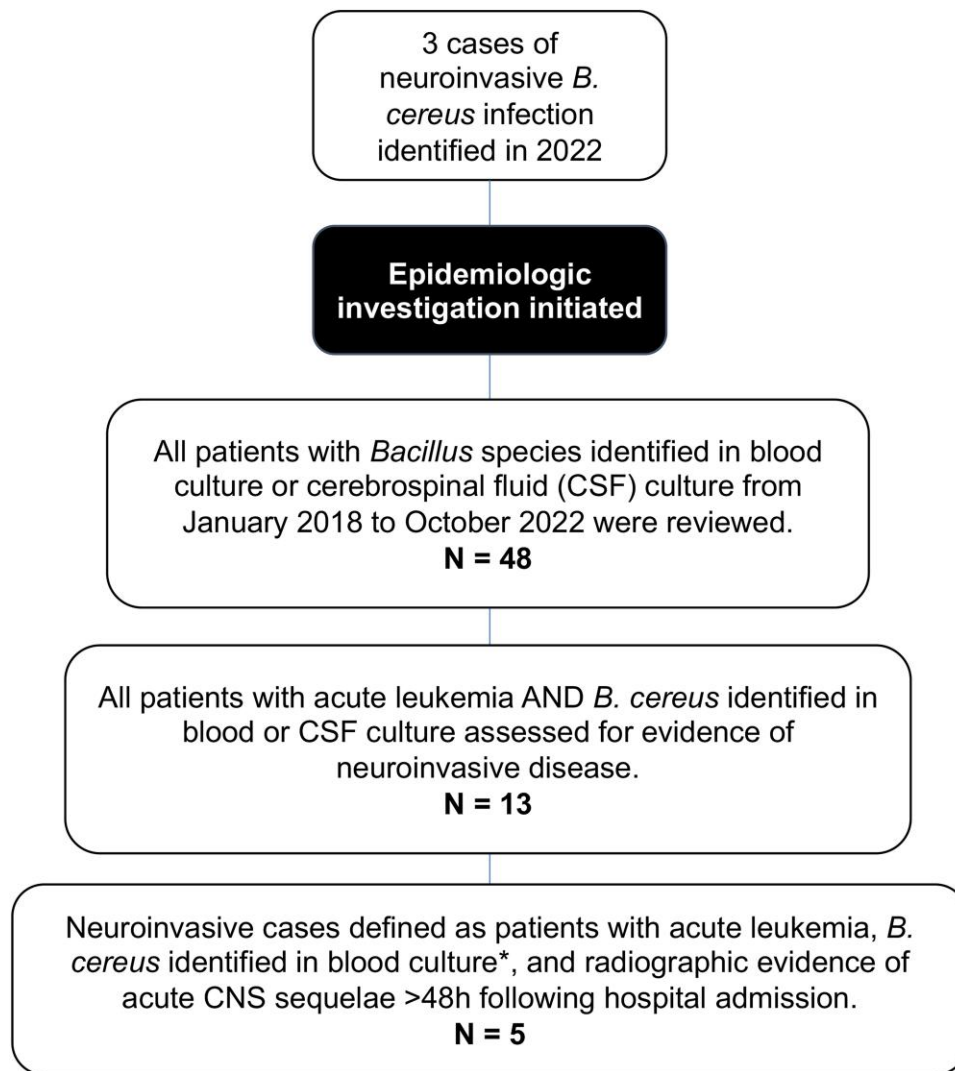 3 cases of
neuroinvasive B.
cereus infection
identified in 2022
Epidemiologic
investigation initiated
All patients with Bacillus species identified in blood
culture or cerebrospinal fluid (CSF) culture from
January 2018 to October 2022 were reviewed.
N = 48
All patients with acute leukemia AND B. cereus identified in
blood or CSF culture assessed for evidence of
neuroinvasive disease.
N = 13
Neuroinvasive cases defined as patients with acute leukemia, B.
cereus identified in blood culture*, and radiographic evidence of
acute CNS sequelae >48h following hospital admission.
N = 5